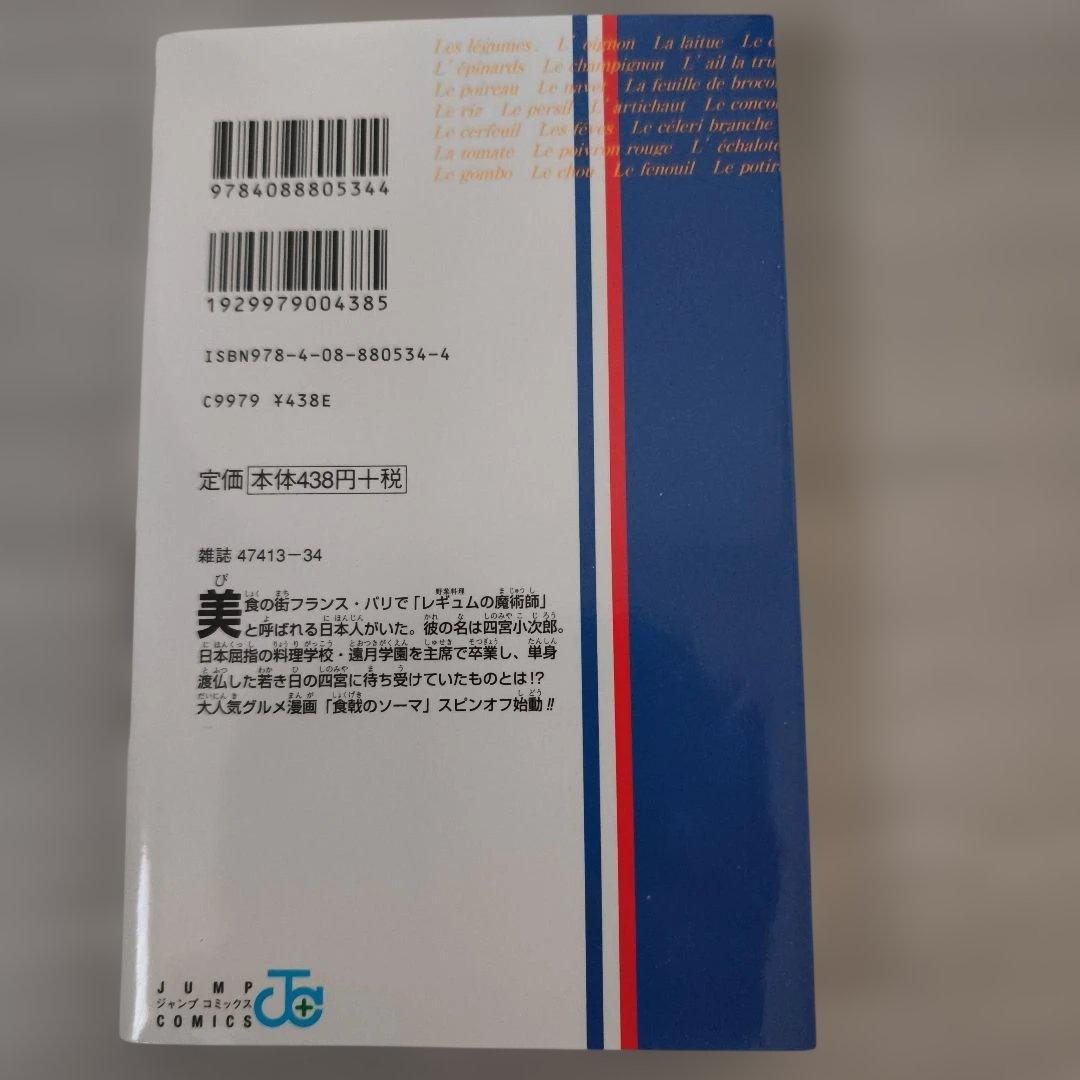 Les légumes L'oignon La laitue Le
L'épinards Le champignon L'ail la
Le poireau Le navet La feuille de
Le riz Le persil L'artichaut Le
Le cerfeuil Les fèves Le céleri branche
La tomate Le poivron rouge L'échalote
Le gombo Le chou Le fenouil Le
9784088805344
1929979004385
ISBN978-4-08-880534-4
C9979 ¥438E
定価 本体438円+税
雑誌 47413-34
美食の街フランス・パリで「レギュムの魔術師」
と呼ばれる日本人がいた。彼の名は四宮小次郎。
日本屈指の料理学校・遠月学園を主席で卒業し、単身
渡仏した若き日の四宮に待ち受けていたものとは!?
大人気グルメ漫画「食戟のソーマ」スピンオフ始動!!
JUMP
ジャンプ コミックス
COMICS